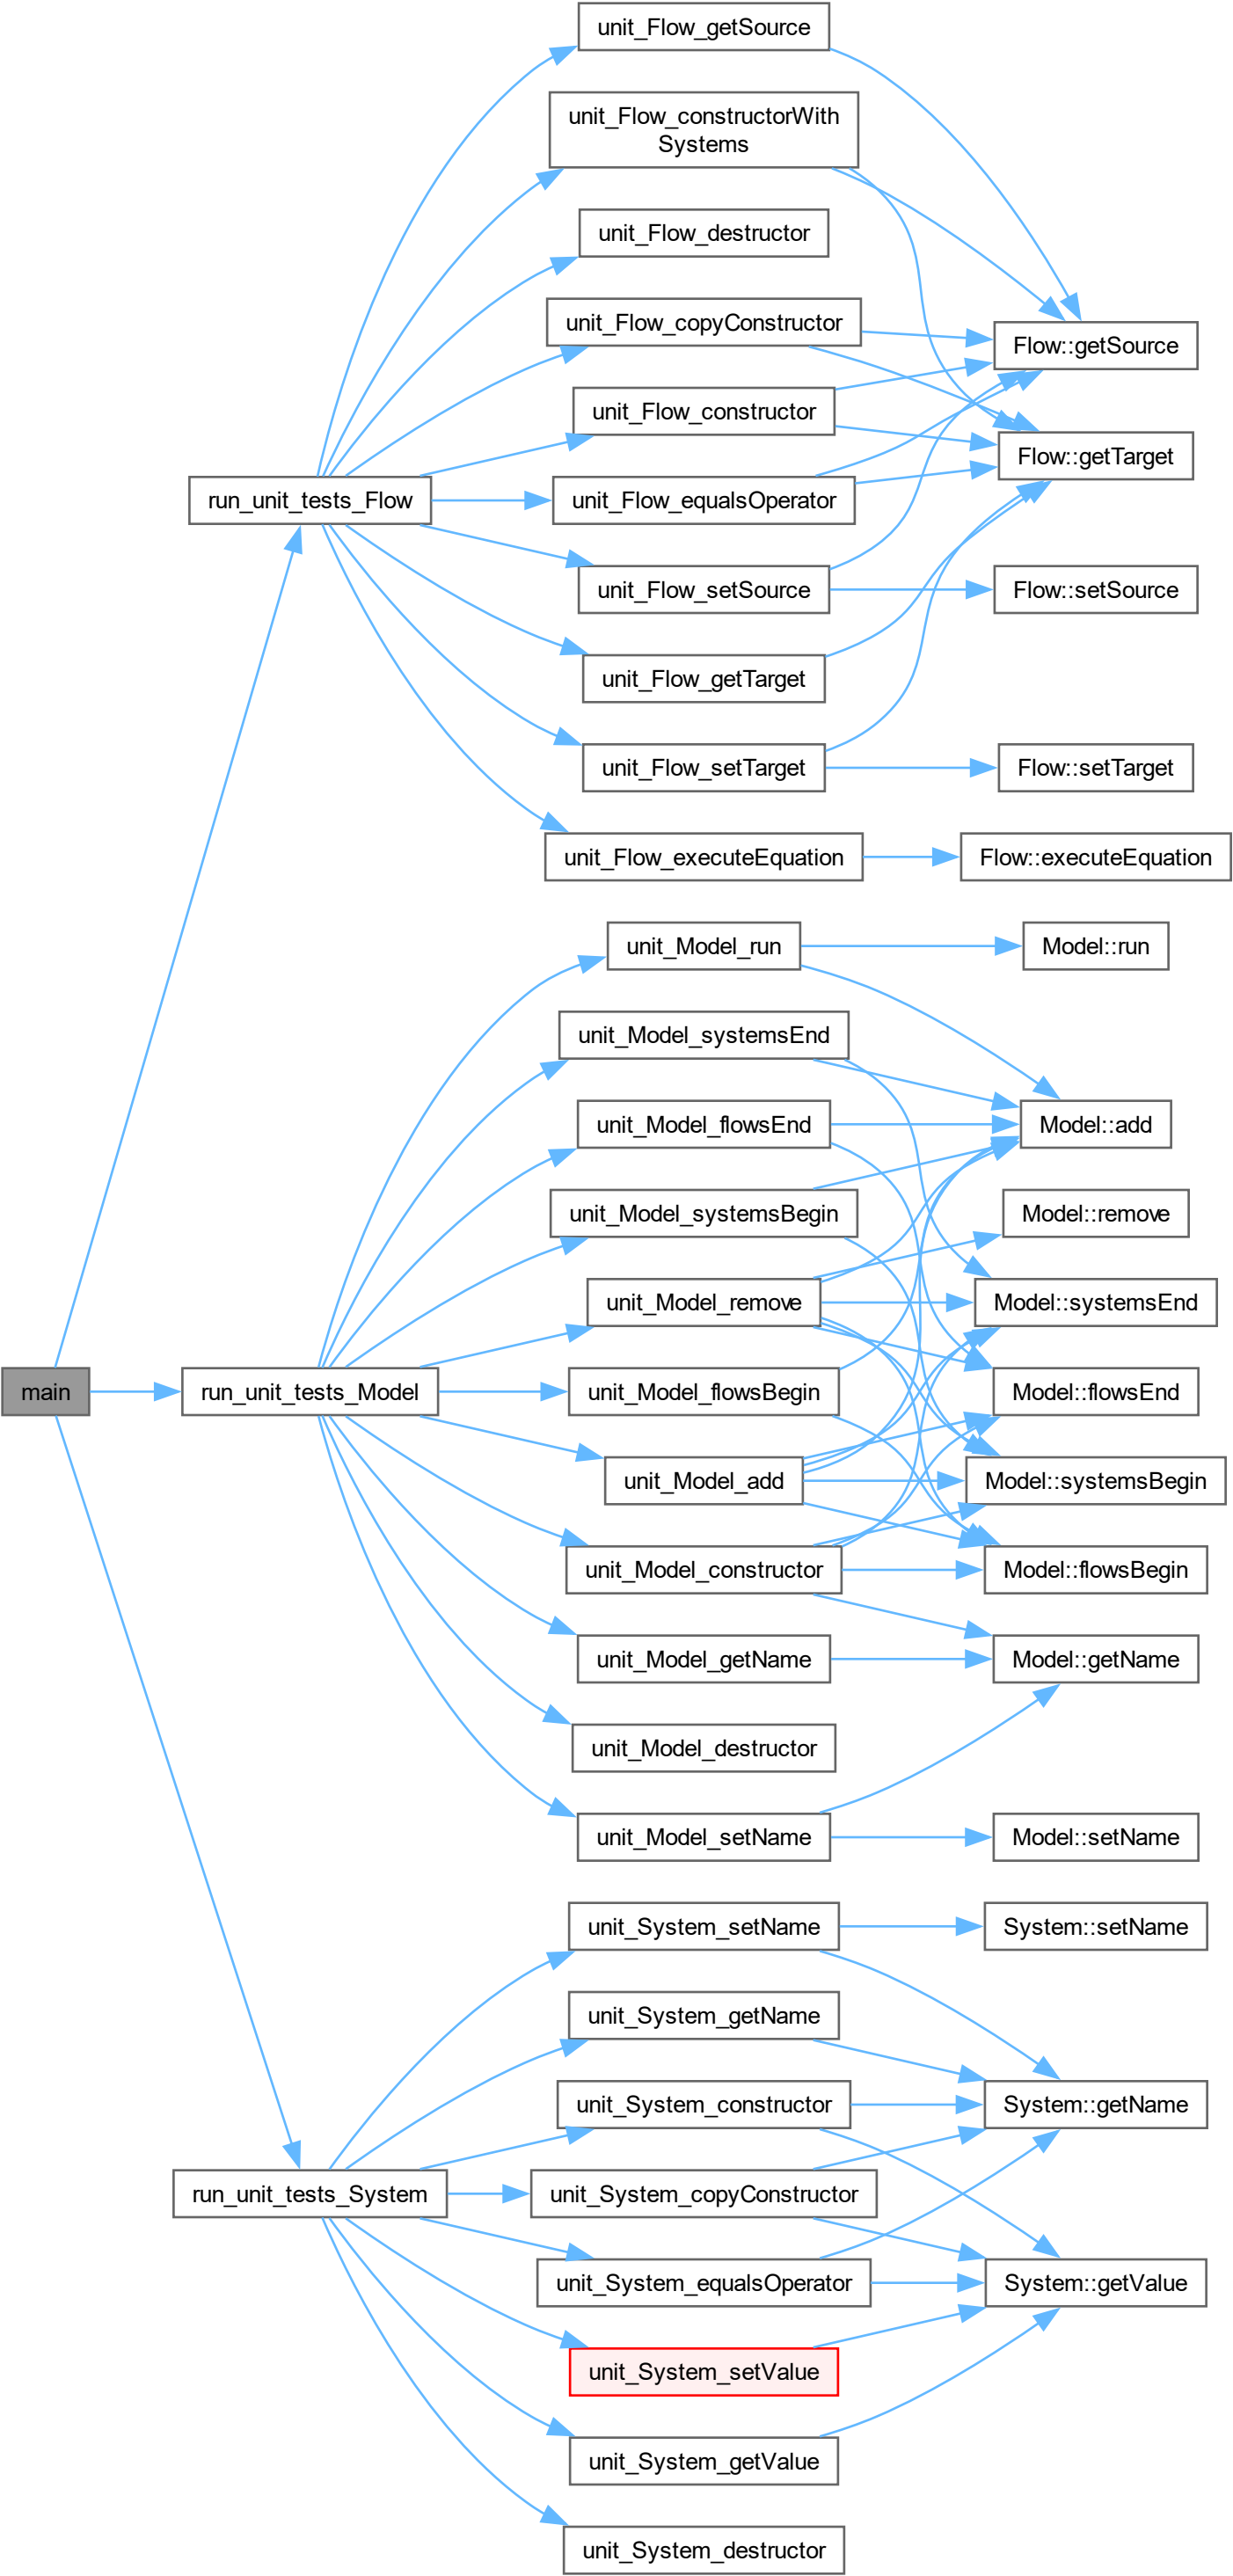 main
run_unit_tests_Flow
run_unit_tests_Model
run_unit_tests_System
unit_Flow_getSource
unit_Flow_constructorWith
Systems
unit_Flow_destructor
unit_Flow_copyConstructor
unit_Flow_constructor
unit_Flow_equalsOperator
unit_Flow_setSource
unit_Flow_getTarget
unit_Flow_setTarget
unit_Flow_executeEquation
unit_Model_run
unit_Model_systemsEnd
unit_Model_flowsEnd
unit_Model_systemsBegin
unit_Model_remove
unit_Model_flowsBegin
unit_Model_add
unit_Model_constructor
unit_Model_getName
unit_Model_destructor
unit_Model_setName
unit_System_setName
unit_System_getName
unit_System_constructor
unit_System_copyConstructor
unit_System_equalsOperator
unit_System_setValue
unit_System_getValue
unit_System_destructor
Flow::getSource
Flow::getTarget
Flow::setSource
Flow::setTarget
Flow::executeEquation
Model::run
Model::add
Model::remove
Model::systemsEnd
Model::flowsEnd
Model::systemsBegin
Model::flowsBegin
Model::getName
Model::setName
System::setName
System::getName
System::getValue